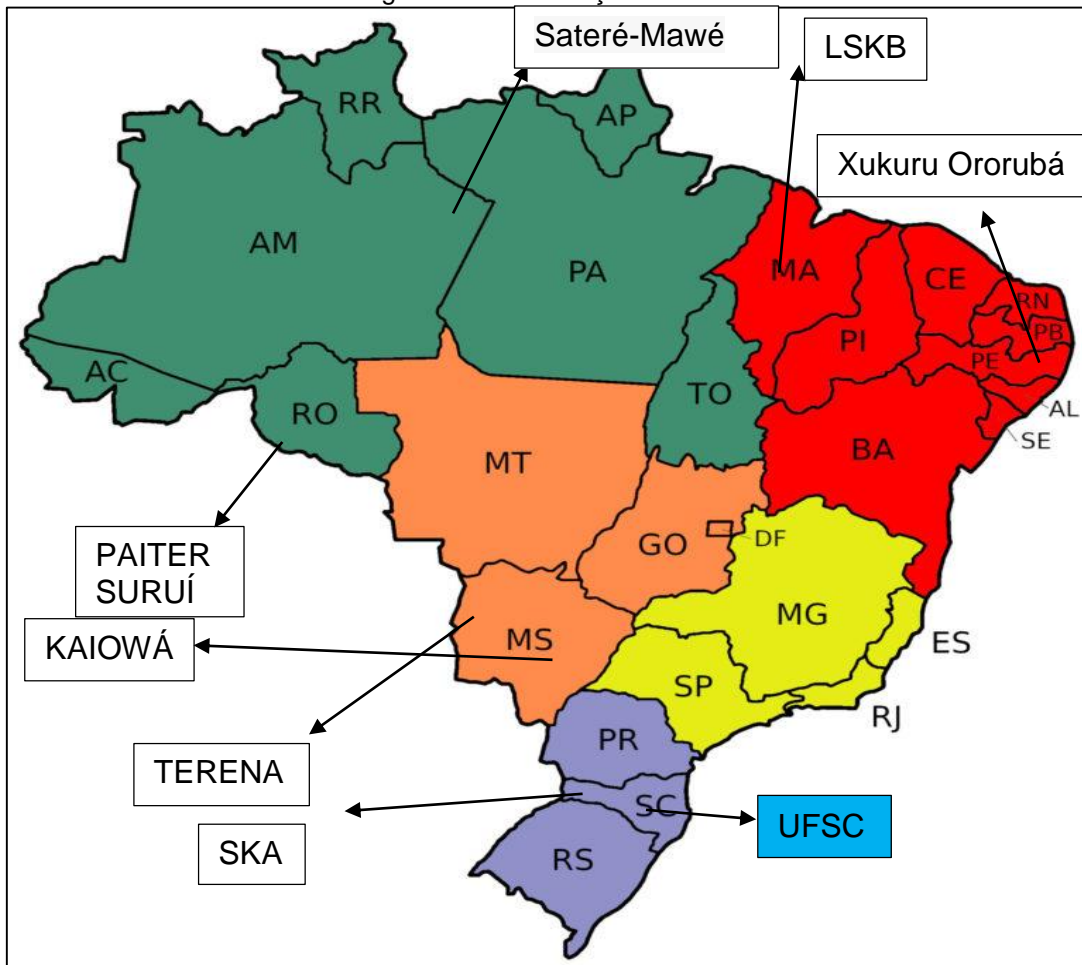 Sateré-Mawé
LSKB
RR
AP
Xukuru Ororubá
AM
PA
MA
CE
RN
PB
PI
PE
AC
RO
TO
AL
SE
BA
MT
GO
DF
PAITER
SURUÍ
MG
KAIOWÁ
MS
ES
SP
RJ
PR
TERENA
SC
UFSC
SKA
RS